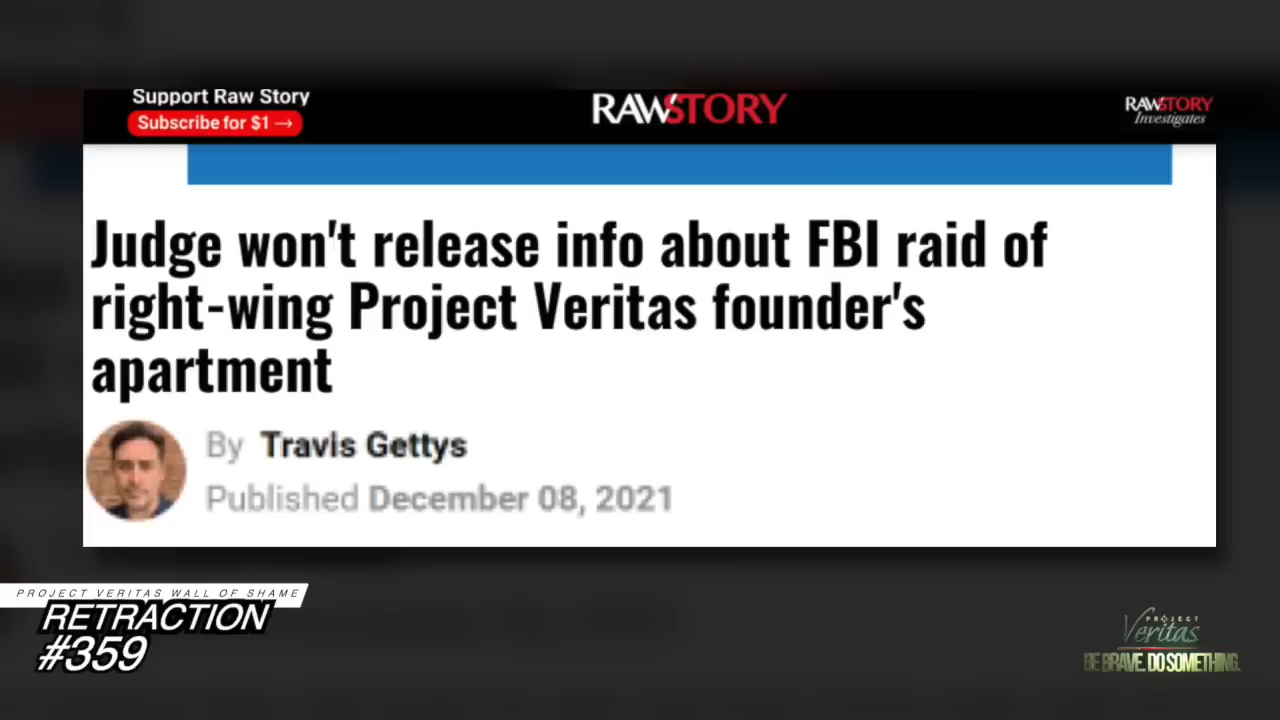 Support Raw Story
Subscribe for $1 →
RAWSTORY
RAWSTORY
Investigates
Judge won't release info about FBI raid of
right-wing Project Veritas founder's
apartment
By Travis Gettys
Published December 08, 2021
PROJECT VERITAS WALL OF SHAME
RETRACTION
#359
PROJECT
Veritas
BE BRAVE. DO SOMETHING.